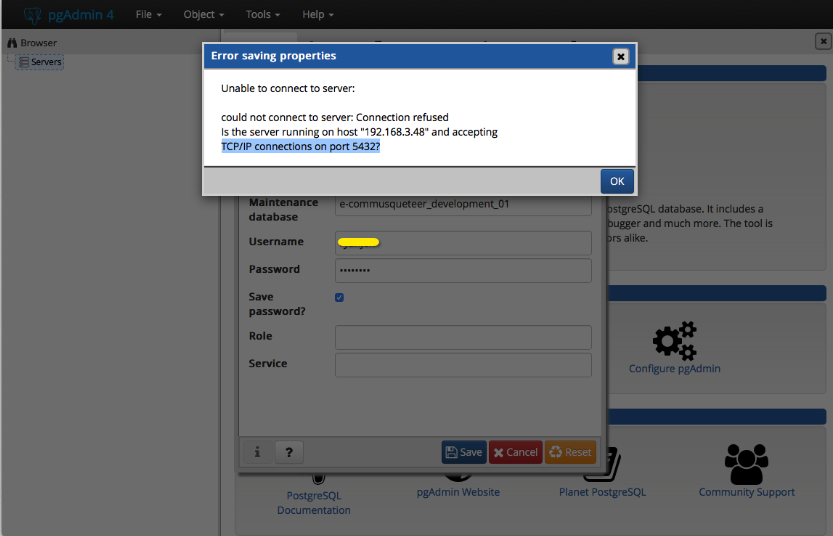 pgAdmin 4 File Object Tools Help
Browser
Servers
Error saving properties
Unable to connect to server:
could not connect to server: Connection refused
Is the server running on host "192.168.3.48" and accepting
TCP/IP connections on port 5432?
OK
Maintenance
database
e-commusqueteer_development_01
Username
Password ••••••••
Save
password?
Role
Service
i ? Save Cancel Reset
ostgreSQL database. It includes a
bugger and much more. The tool is
ors alike.
Configure pgAdmin
PostgreSQL
Documentation
pgAdmin Website
Planet PostgreSQL
Community Support